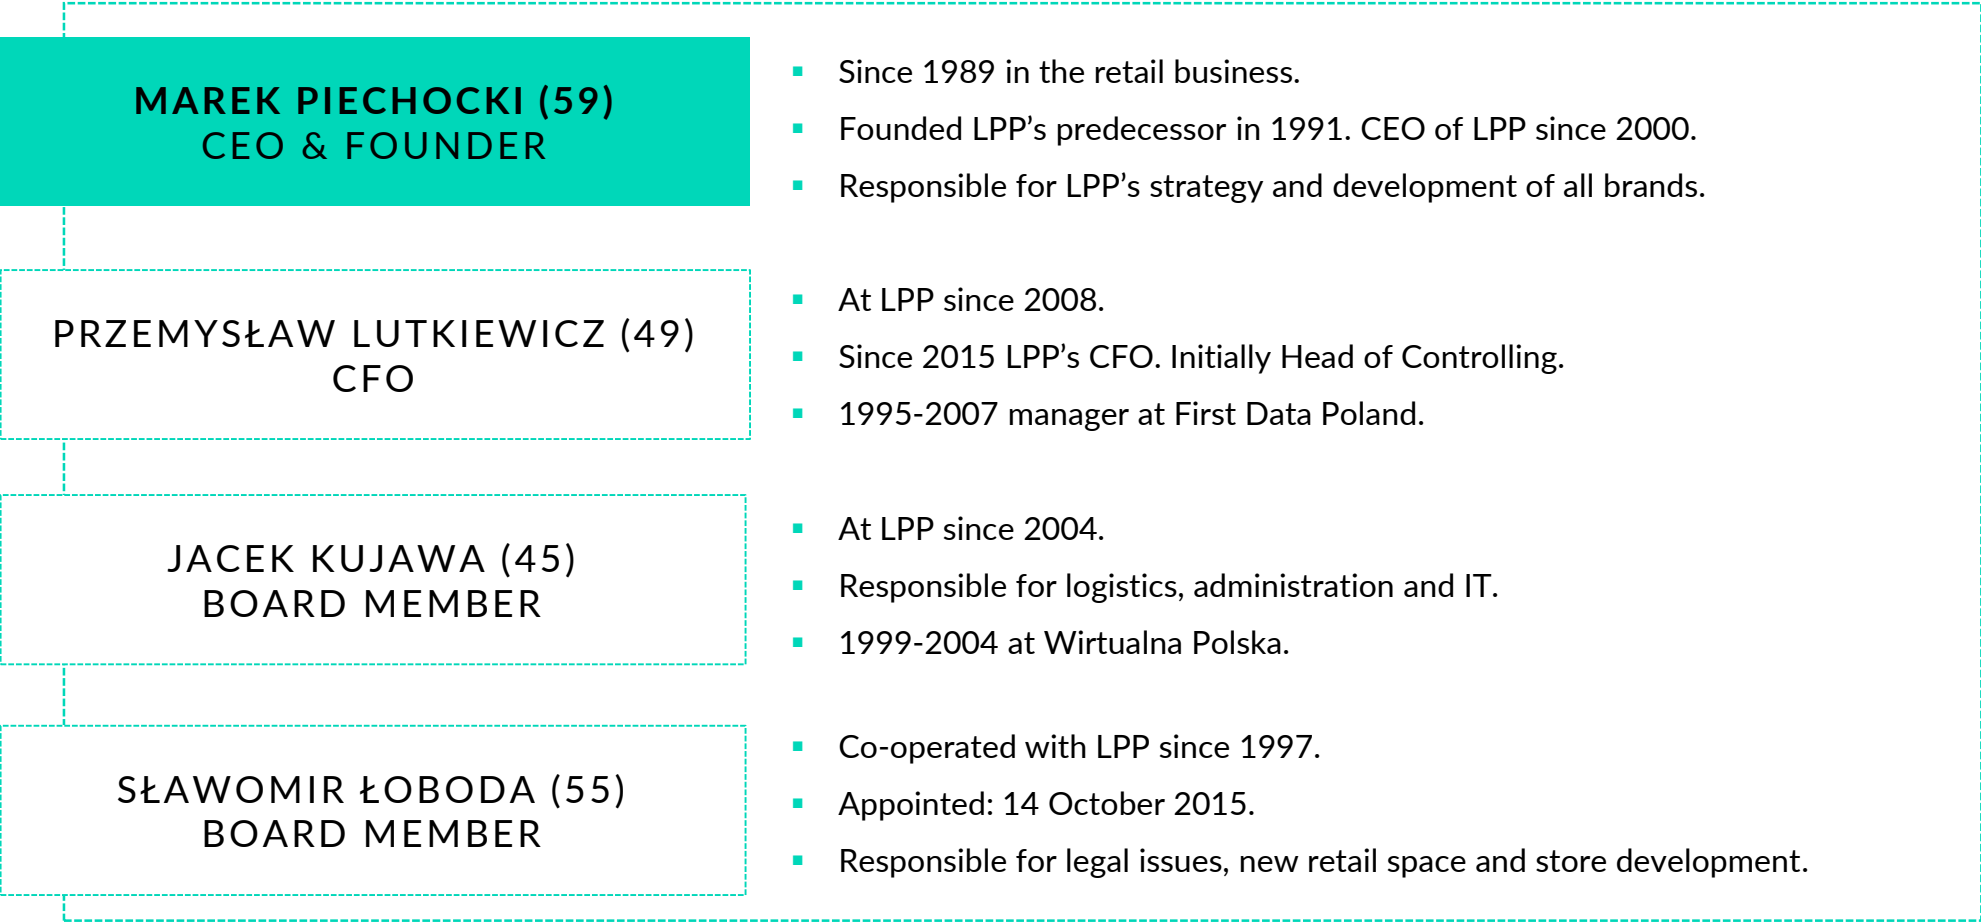 MAREK PIECHOCKI (59)
CEO & FOUNDER
▪ Since 1989 in the retail business.
▪ Founded LPP’s predecessor in 1991. CEO of LPP since 2000.
▪ Responsible for LPP’s strategy and development of all brands.
PRZEMYSŁAW LUTKIEWICZ (49)
CFO
▪ At LPP since 2008.
▪ Since 2015 LPP’s CFO. Initially Head of Controlling.
▪ 1995-2007 manager at First Data Poland.
JACEK KUJAWA (45)
BOARD MEMBER
▪ At LPP since 2004.
▪ Responsible for logistics, administration and IT.
▪ 1999-2004 at Wirtualna Polska.
SŁAWOMIR ŁOBODA (55)
BOARD MEMBER
▪ Co-operated with LPP since 1997.
▪ Appointed: 14 October 2015.
▪ Responsible for legal issues, new retail space and store development.